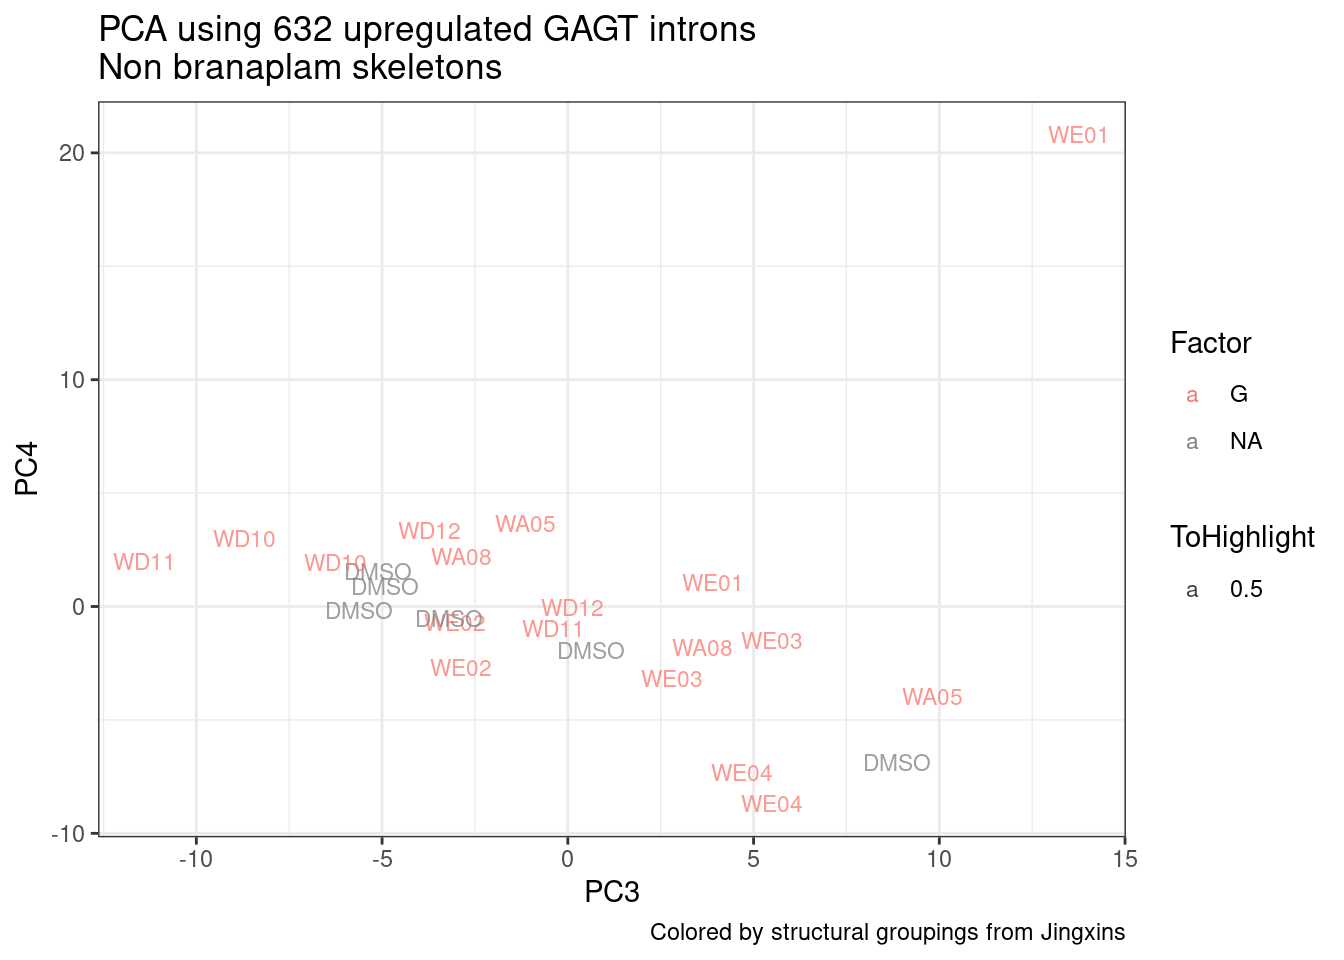 PCA using 632 upregulated GAGT introns
Non branaplam skeletons
WE01
20
10
PC4
WA05
WD12
WD10
WA08
WD11
WD10
DMSO
DMSO
WE01
0
DMSO
WD12
DMSO
WE02
WD11
WE03
WA08
DMSO
WE02
WE03
WA05
DMSO
WE04
WE04
-10
-10 -5 0 5 10 15
PC3
Colored by structural groupings from Jingxins
Factor
a G
a NA
ToHighlight
a 0.5